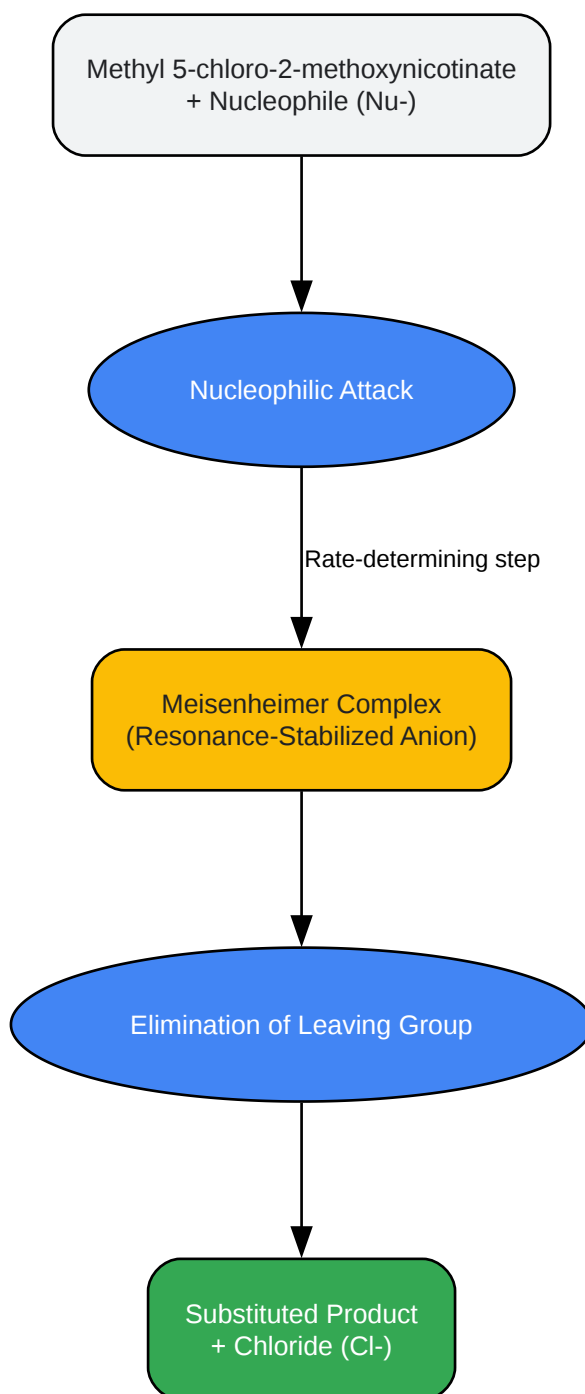 Methyl 5-chloro-2-methoxynicotinate
+ Nucleophile (Nu-)
Nucleophilic Attack
Rate-determining step
Meisenheimer Complex
(Resonance-Stabilized Anion)
Elimination of Leaving Group
Substituted Product
+ Chloride (Cl-)